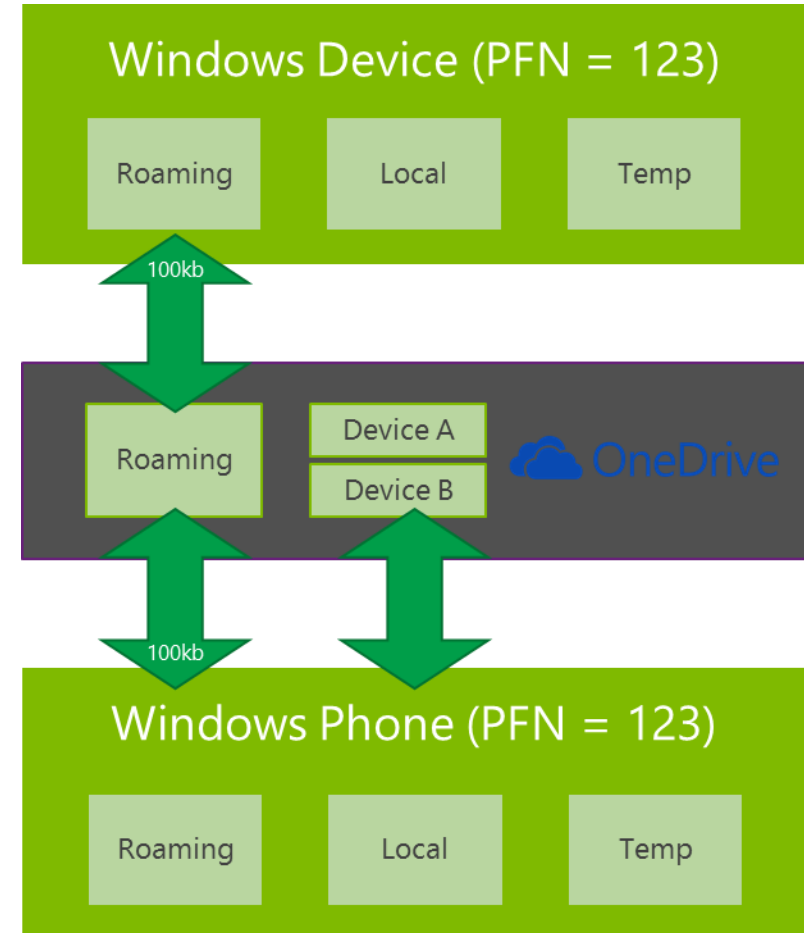 Windows Device (PFN = 123)
Roaming
Local
Temp
100kb
Roaming
Device A
Device B
OneDrive
100kb
Windows Phone (PFN = 123)
Roaming
Local
Temp